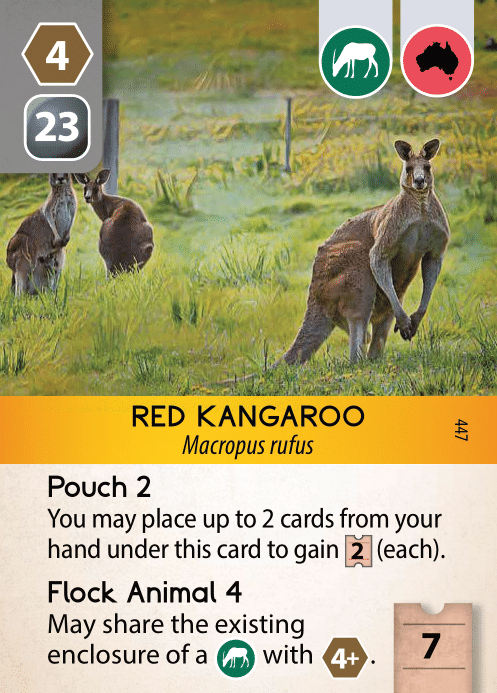 4
23
RED KANGAROO
Macropus rufus
447
Pouch 2
You may place up to 2 cards from your
hand under this card to gain 2 (each).
Flock Animal 4
May share the existing
enclosure of a with 4+ .
7